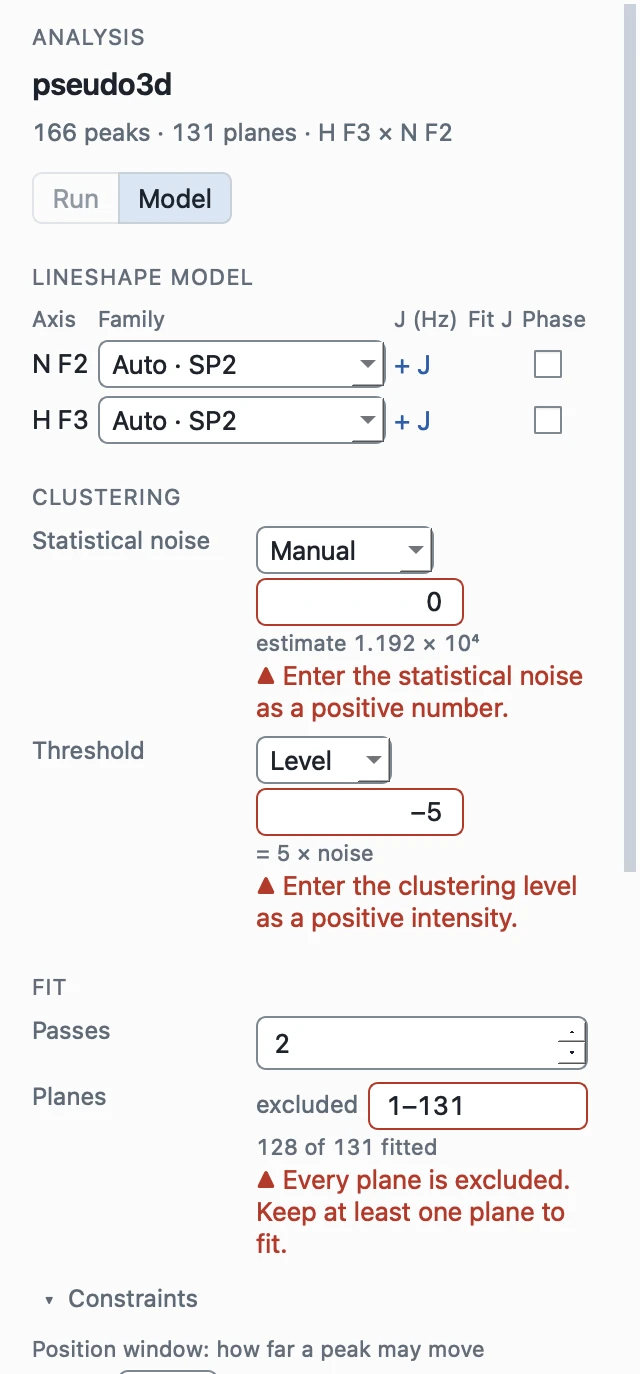 ANALYSIS
pseudo3d
166 peaks · 131 planes · H F3 × N F2
Run Model
LINESHAPE MODEL
Axis Family J (Hz) Fit J Phase
N F2 Auto · SP2 + J
H F3 Auto · SP2 + J
CLUSTERING
Statistical noise Manual
0
estimate 1.192 × 10⁴
▲ Enter the statistical noise
as a positive number.
Threshold Level
−5
= 5 × noise
▲ Enter the clustering level
as a positive intensity.
FIT
Passes 2
Planes excluded 1–131
128 of 131 fitted
▲ Every plane is excluded.
Keep at least one plane to
fit.
▾ Constraints
Position window: how far a peak may move